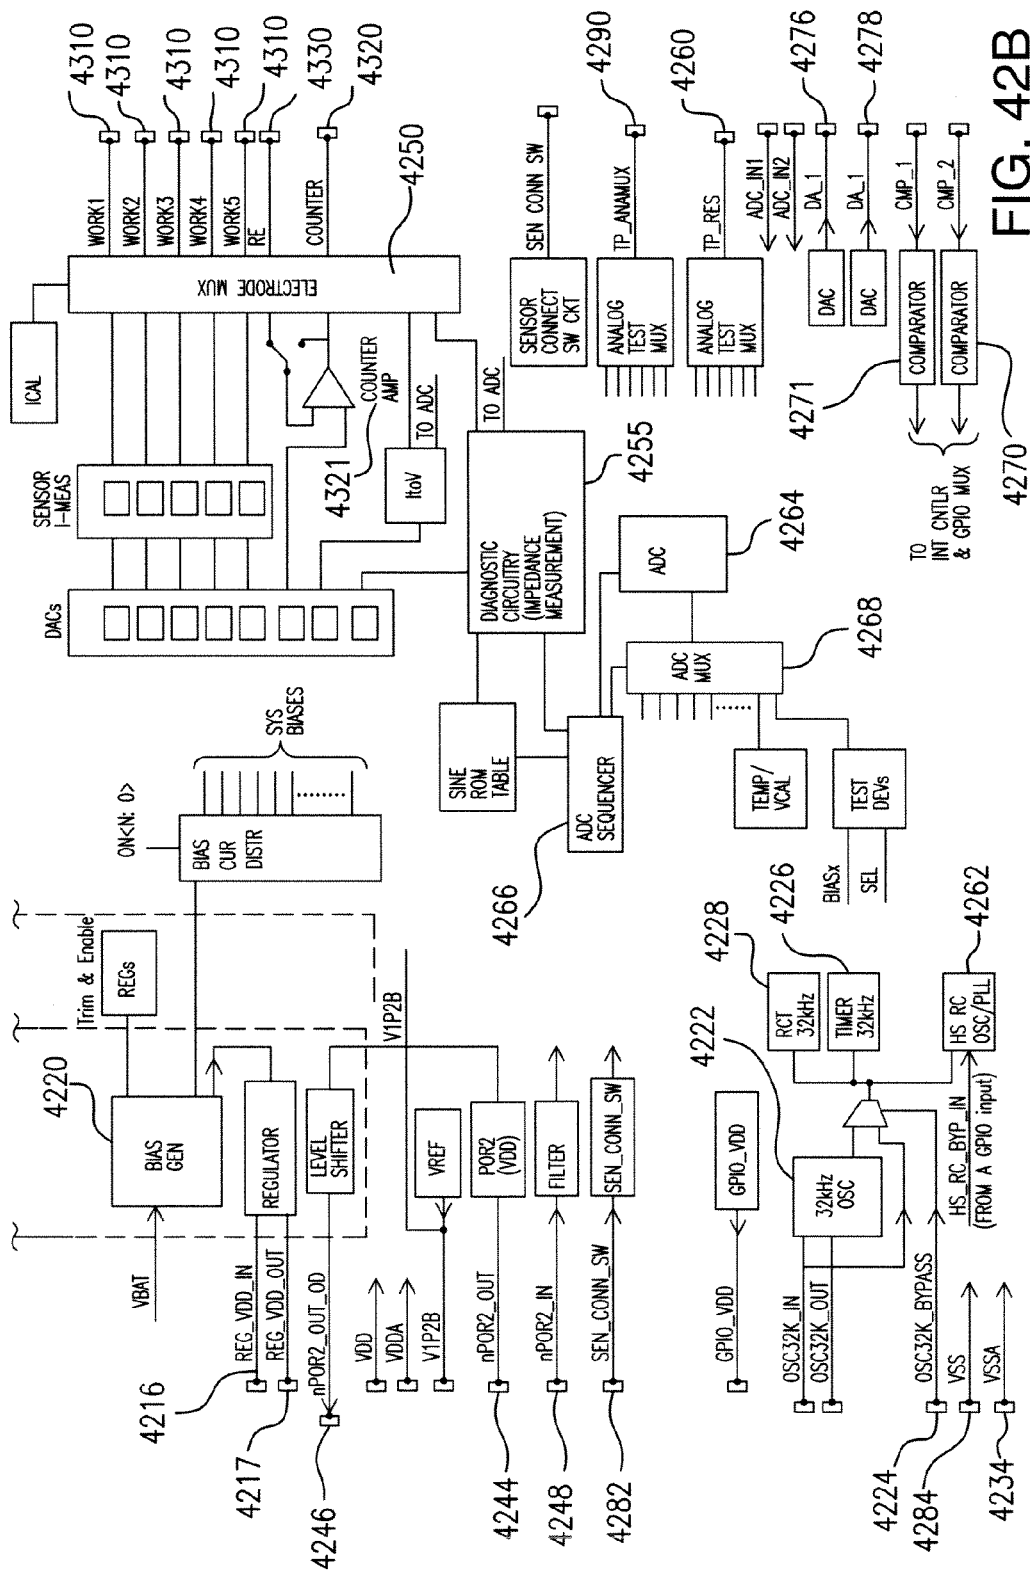 4220
VBAT
BIAS
GEN
Trim & Enable
REGs
ON<N: 0>
BIAS
CUR
DISTR
SYS
BIASES
DACs
SENSOR
I-MEAS
ICAL
ELECTRODE MUX
WORK1
WORK2
WORK3
WORK4
WORK5
RE
COUNTER
4310
4310
4310
4310
4310
4330
4320
4250
4216
4217
4246
REG_VDD_IN
REG_VDD_OUT
nPOR2_OUT_OD
REGULATOR
LEVEL
SHIFTER
V1P2B
4321
COUNTER
AMP
ItoV
TO ADC
TO ADC
VDD
VDDA
V1P2B
VREF
4244
nPOR2_OUT
POR2
(VDD)
4248
nPOR2_IN
FILTER
4282
SEN_CONN_SW
SEN_CONN_SW
SINE
ROM
TABLE
DIAGNOSTIC
CIRCUITRY
(IMPEDANCE
MEASUREMENT)
4255
4266
ADC
SEQUENCER
ADC
4264
ADC
MUX
4268
TEMP/
VCAL
TEST
DEVs
BIASx
SEL
SENSOR
CONNECT
SW CKT
SEN CONN SW
ANALOG
TEST
MUX
TP_ANAMUX
4290
ANALOG
TEST
MUX
TP_RES
4260
ADC_IN1
ADC_IN2
DAC
DA_1
4276
DAC
DA_1
4278
4271
COMPARATOR
CMP_1
COMPARATOR
CMP_2
4270
TO
INT CNTLR
& GPIO MUX
GPIO_VDD
GPIO_VDD
OSC32K_IN
OSC32K_OUT
32kHz
OSC
4222
4228
RCT
32kHz
4226
TIMER
32kHz
4262
HS RC
OSC/PLL
HS_RC_BYP_IN
(FROM A GPIO input)
4224
OSC32K_BYPASS
4284
VSS
4234
VSSA
FIG. 42B